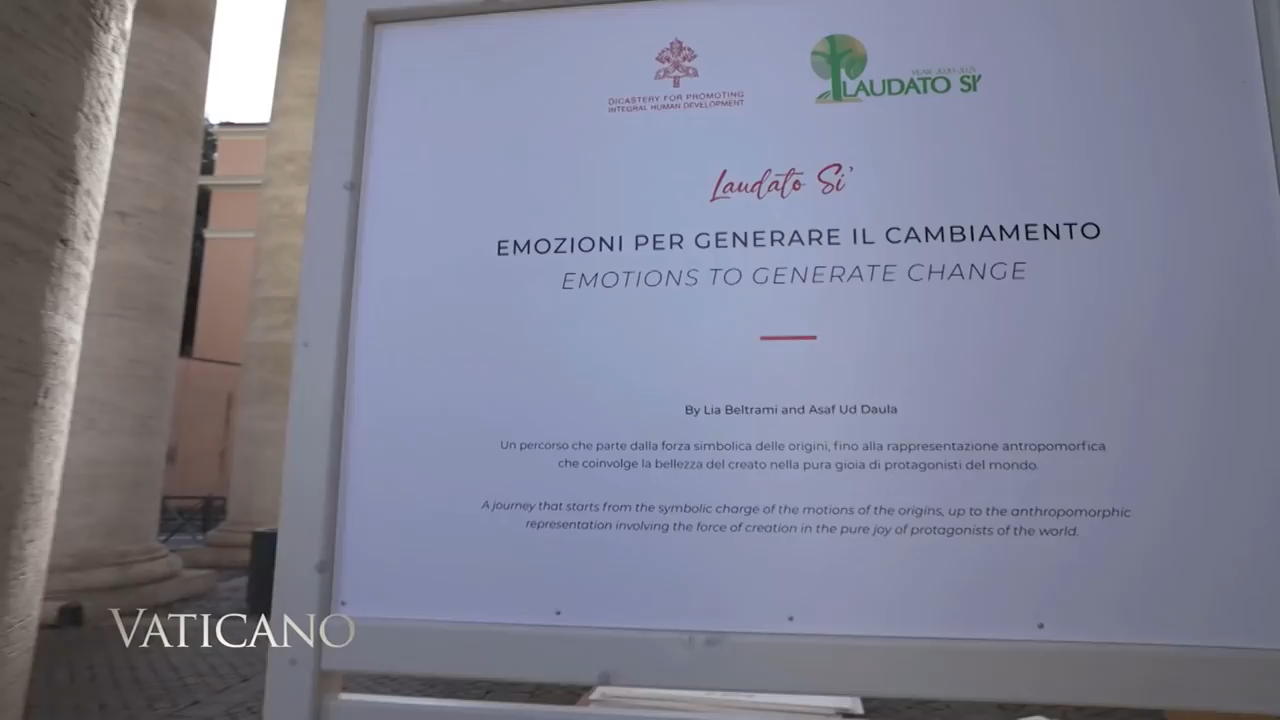 DICASTERY FOR PROMOTING
INTEGRAL HUMAN DEVELOPMENT
YEAR 2020-2021
LAUDATO SI'
Laudato Si'
EMOZIONI PER GENERARE IL CAMBIAMENTO
EMOTIONS TO GENERATE CHANGE
By Lia Beltrami and Asaf Ud Daula
Un percorso che parte dalla forza simbolica delle origini, fino alla rappresentazione antropomorfica
che coinvolge la bellezza del creato nella pura gioia di protagonisti del mondo.
A journey that starts from the symbolic charge of the motions of the origins, up to the anthropomorphic
representation involving the force of creation in the pure joy of protagonists of the world.
VATICANO